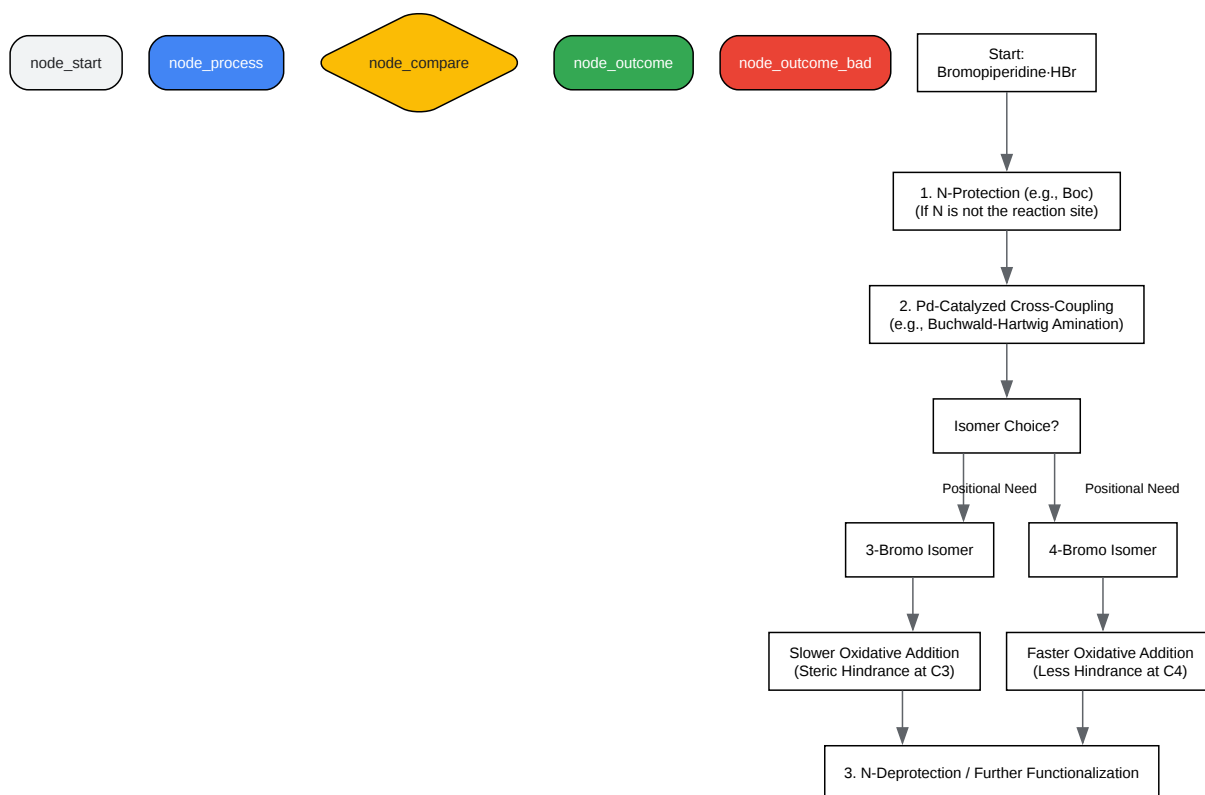 node_start
node_process
node_compare
node_outcome
node_outcome_bad
Start:
Bromopiperidine·HBr
1. N-Protection (e.g., Boc)
(If N is not the reaction site)
2. Pd-Catalyzed Cross-Coupling
(e.g., Buchwald-Hartwig Amination)
Isomer Choice?
Positional Need
Positional Need
3-Bromo Isomer
4-Bromo Isomer
Slower Oxidative Addition
(Steric Hindrance at C3)
Faster Oxidative Addition
(Less Hindrance at C4)
3. N-Deprotection / Further Functionalization